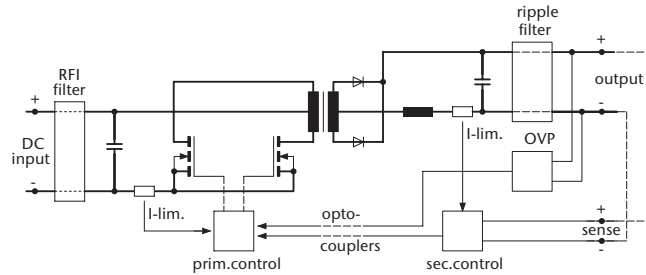 ripple
filter
RFI
filter
+
output
+
-
DC
input
I-lim.
OVP
-
I-lim.
opto-
couplers
+
sense
-
prim.control
sec.control